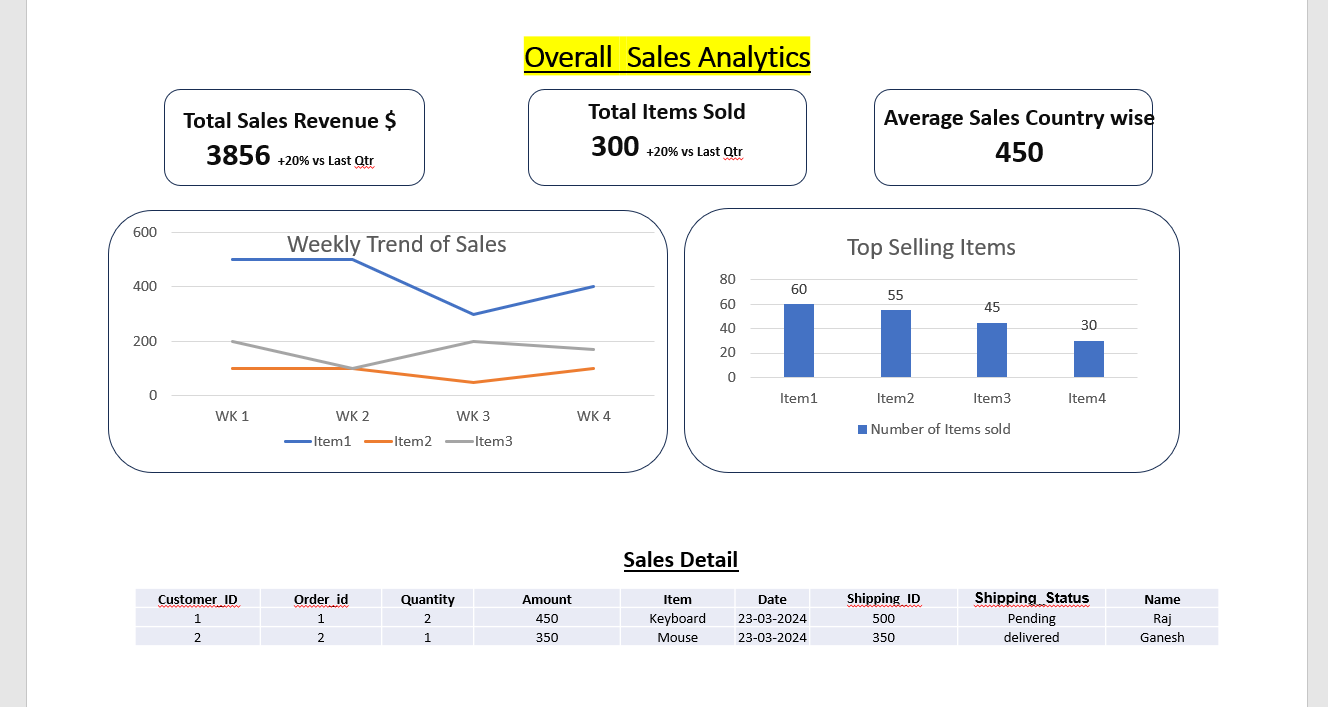 Overall  Sales Analytics
Total Sales Revenue $
3856 +20% vs Last Qtr
Total Items Sold
300 +20% vs Last Qtr
Average Sales Country wise
450
Weekly Trend of Sales
600
400
200
0
WK 1 WK 2 WK 3 WK 4
Item1 Item2 Item3
Top Selling Items
80
60
40
20
0
60 55 45 30
Item1 Item2 Item3 Item4
Number of Items sold
Sales Detail
Customer_ID Order_id Quantity Amount Item Date Shipping_ID Shipping_Status Name
1 1 2 450 Keyboard 23-03-2024 500 Pending Raj
2 2 1 350 Mouse 23-03-2024 350 delivered Ganesh